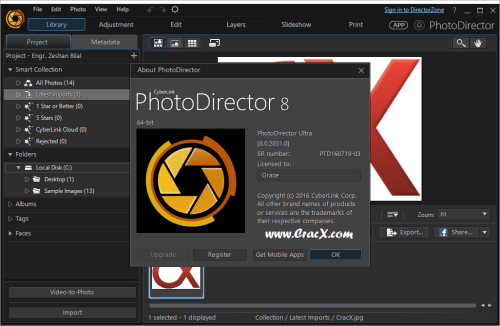 File Edit Photo View Help
Sign in to DirectorZone
Library Adjustment Edit Layers Slideshow Print APP PhotoDirector
Project Metadata
Project - Engr. Zeshan Bilal
Smart Collection
All Photos (14)
Latest Imports (1)
1 Star or Better (0)
5 Stars (0)
CyberLink Cloud (0)
Rejected (0)
Folders
Local Disk (C:)
Desktop (1)
Sample Images (13)
Albums
Tags
Faces
Video-to-Photo
Import
About PhotoDirector
CyberLink
PhotoDirector 8
64-bit
PhotoDirector Ultra
[8.0.2031.0]
SR number: PTD160719-03
Licensed to:
Grace
Copyright (c) 2016 CyberLink Corp.
All other brand names of products
or services are the trademarks of
their respective companies.
www.CracX.com
Upgrade Register Get Mobile Apps OK
Zoom: Fit
Export... Share...
1 selected - 1 displayed Collection / Latest Imports / CracX.jpg